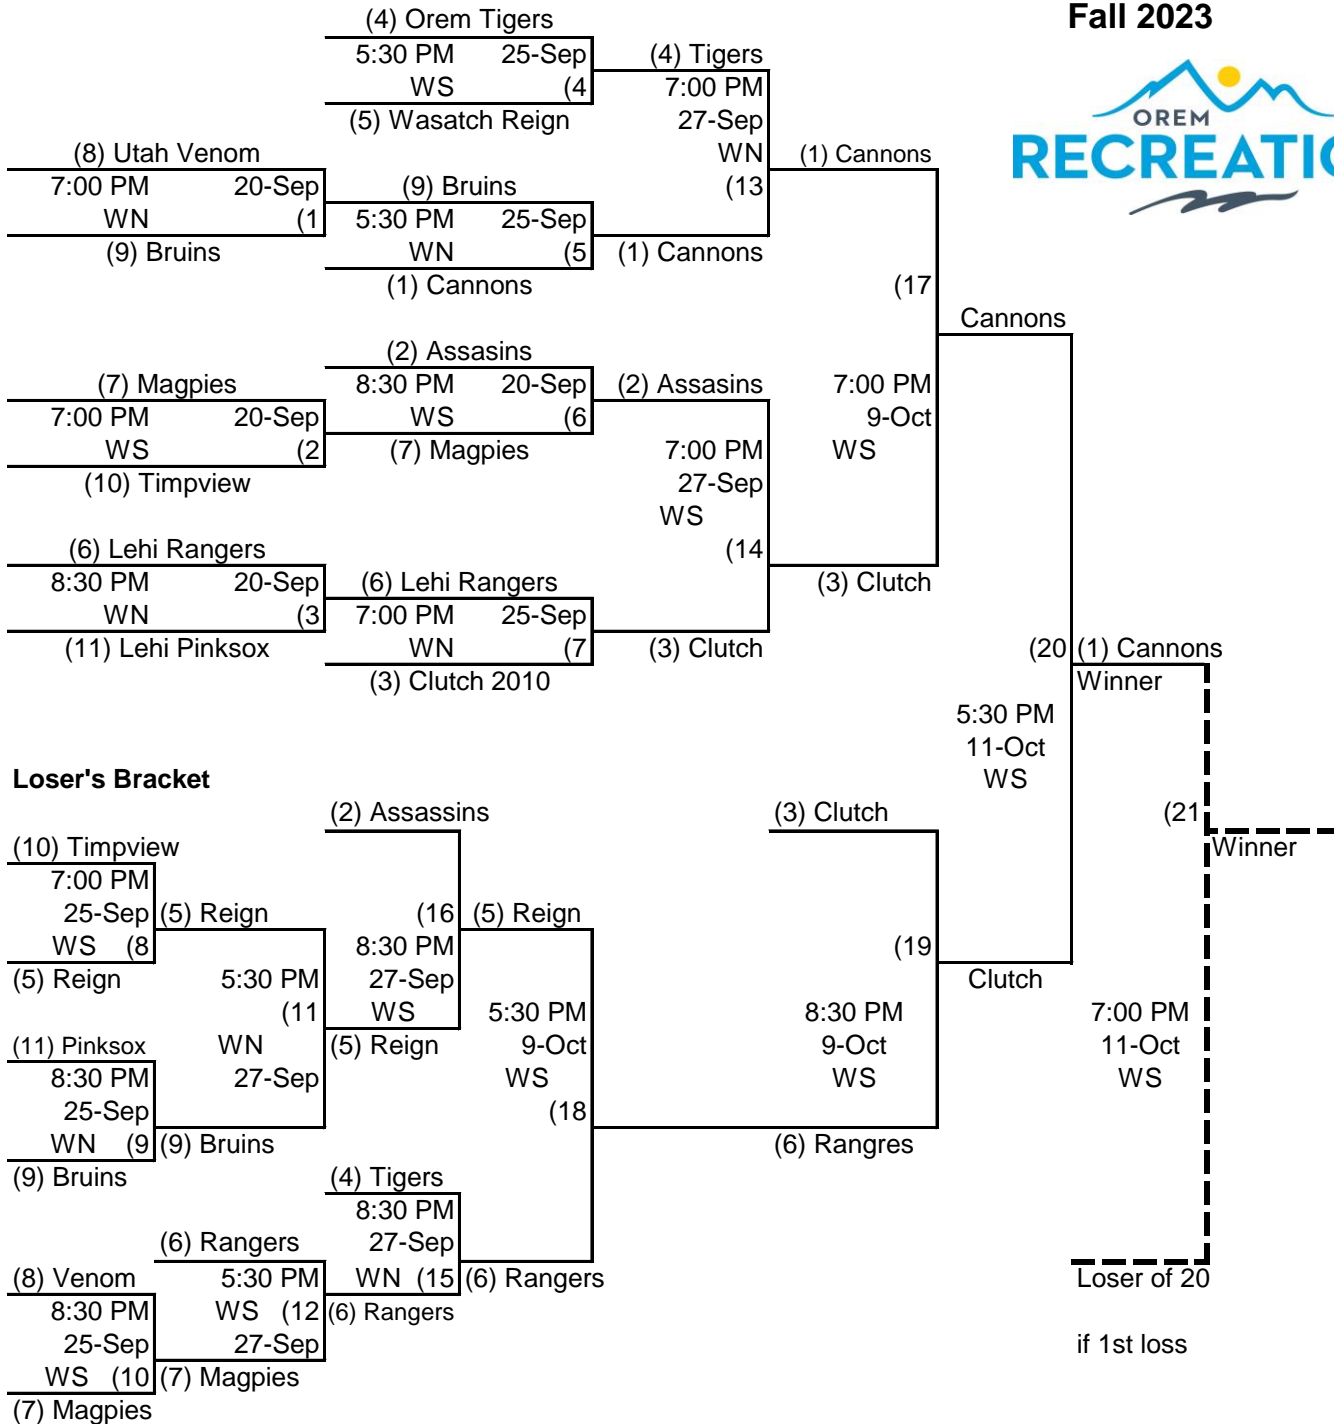 Fall 2023
OREM
RECREATIO
(4) Orem Tigers
5:30 PM 25-Sep (4) Tigers
WS (4 7:00 PM
(5) Wasatch Reign 27-Sep
(8) Utah Venom WN (1) Cannons
7:00 PM 20-Sep (9) Bruins (13
WN (1 5:30 PM 25-Sep
(9) Bruins WN (5 (1) Cannons
(1) Cannons (17
Cannons
(2) Assasins
(7) Magpies 8:30 PM 20-Sep (2) Assasins 7:00 PM
7:00 PM 20-Sep WS (6 9-Oct
WS (2 (7) Magpies 7:00 PM WS
(10) Timpview 27-Sep
WS
(6) Lehi Rangers (14
8:30 PM 20-Sep (6) Lehi Rangers (3) Clutch
WN (3 7:00 PM 25-Sep
(11) Lehi Pinksox WN (7 (3) Clutch (20 (1) Cannons
(3) Clutch 2010 Winner
5:30 PM
11-Oct
Loser's Bracket WS
(2) Assassins (3) Clutch (21
(10) Timpview Winner
7:00 PM
25-Sep (5) Reign (16 (5) Reign
WS (8 8:30 PM (19
(5) Reign 5:30 PM 27-Sep Clutch
(11 WS 5:30 PM 8:30 PM 7:00 PM
(11) Pinksox WN (5) Reign 9-Oct 9-Oct 11-Oct
8:30 PM 27-Sep WS WS WS
25-Sep (18
WN (9 (9) Bruins (6) Rangres
(9) Bruins (4) Tigers
8:30 PM
(6) Rangers 27-Sep
(8) Venom 5:30 PM WN (15 (6) Rangers Loser of 20
8:30 PM WS (12 (6) Rangers
25-Sep 27-Sep if 1st loss
WS (10 (7) Magpies
(7) Magpies